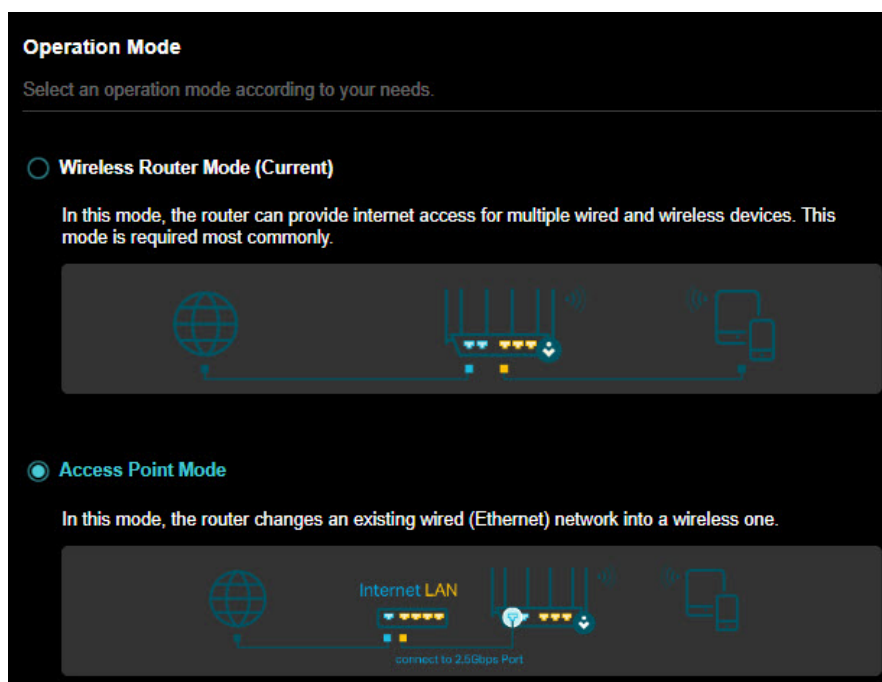 Operation Mode
Select an operation mode according to your needs.
Wireless Router Mode (Current)
In this mode, the router can provide internet access for multiple wired and wireless devices. This
mode is required most commonly.
Access Point Mode
In this mode, the router changes an existing wired (Ethernet) network into a wireless one.
Internet LAN
connect to 2.5Gbps Port